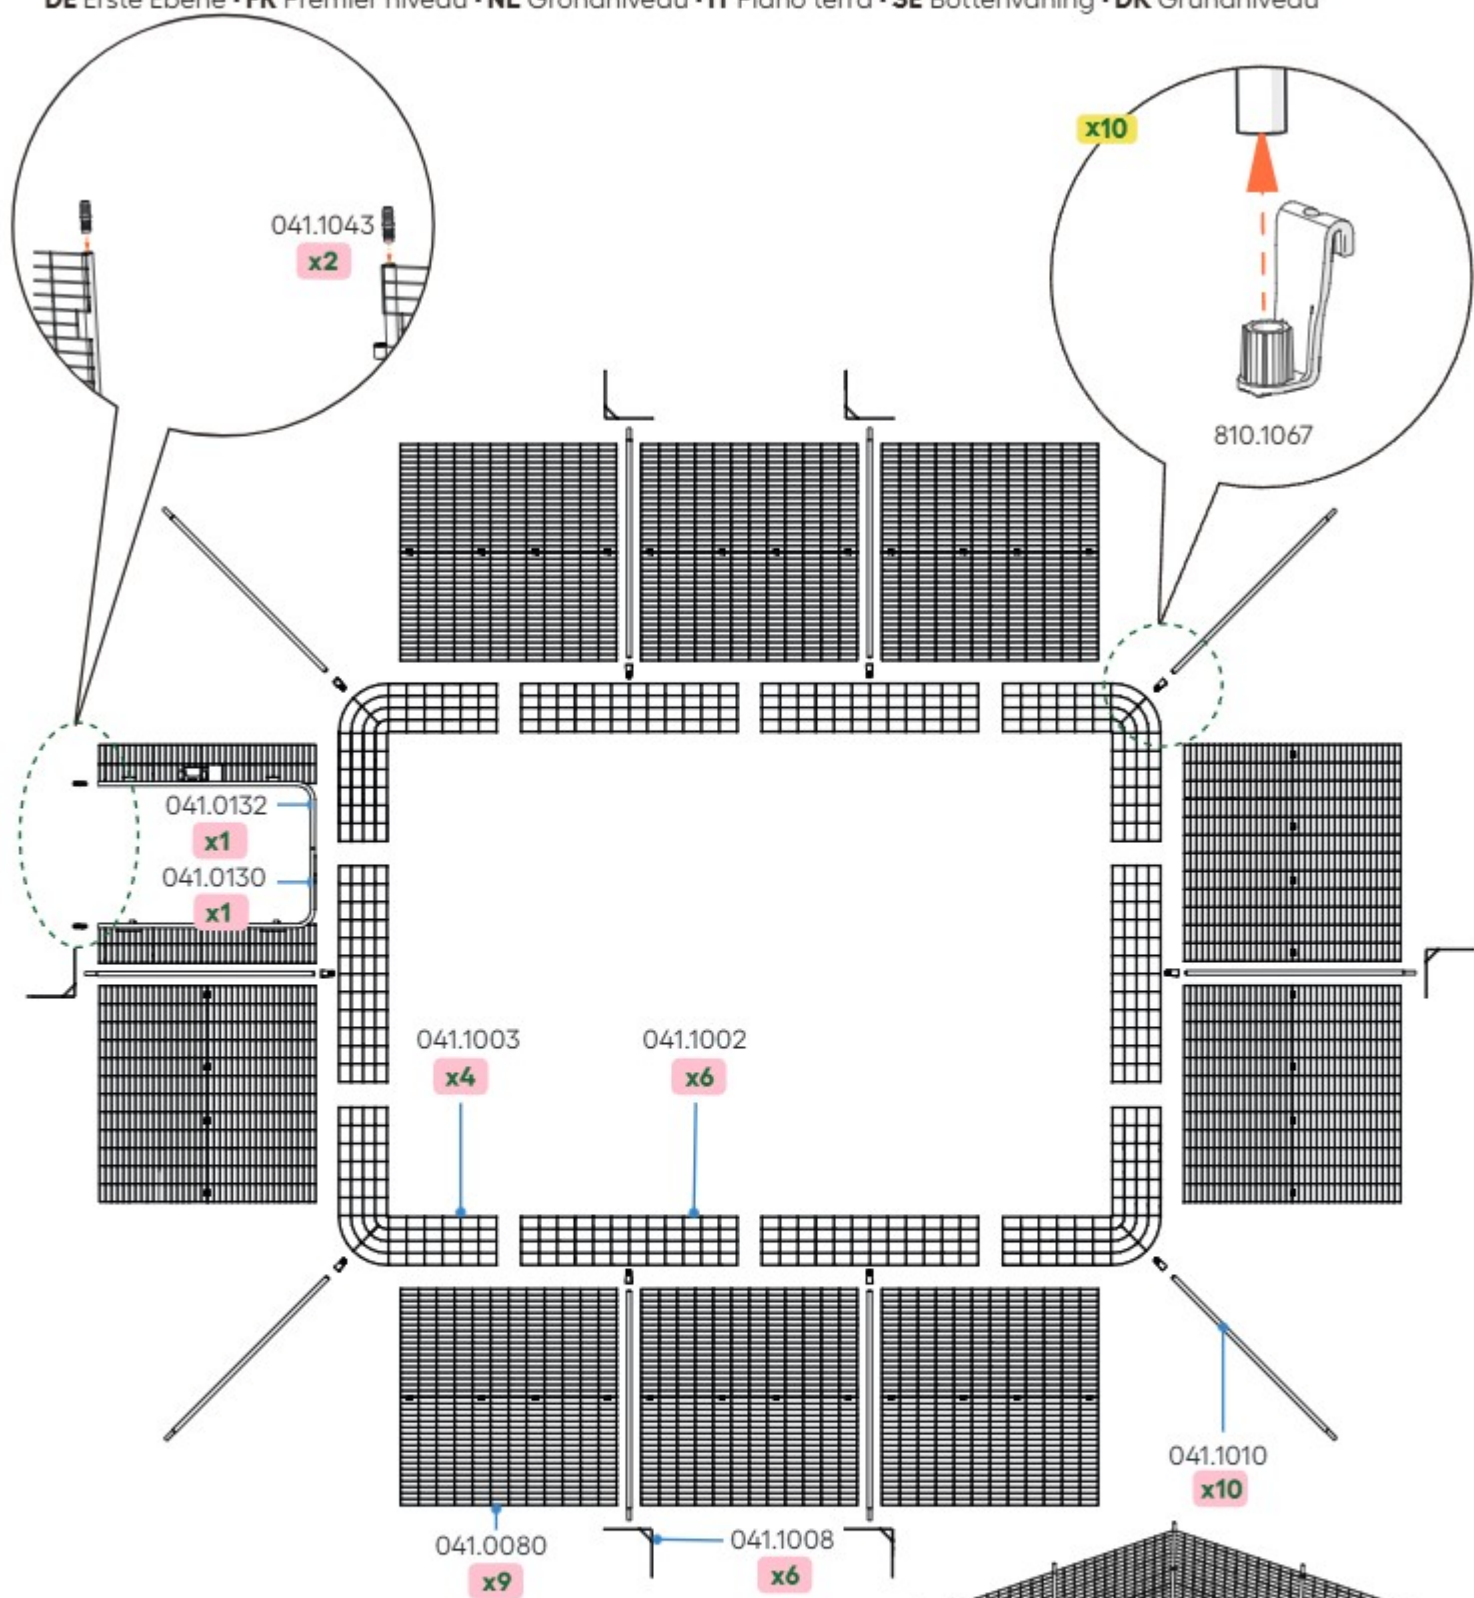 DE Erste Ebene • FR Premier niveau • NL Grondniveau • IT Piano terra • SE Bottenvåning • DK Grundniveau
x10
041.1043
x2
810.1067
041.0132
x1
041.0130
x1
041.1003
041.1002
x4
x6
041.1010
x10
041.0080
041.1008
x9
x6